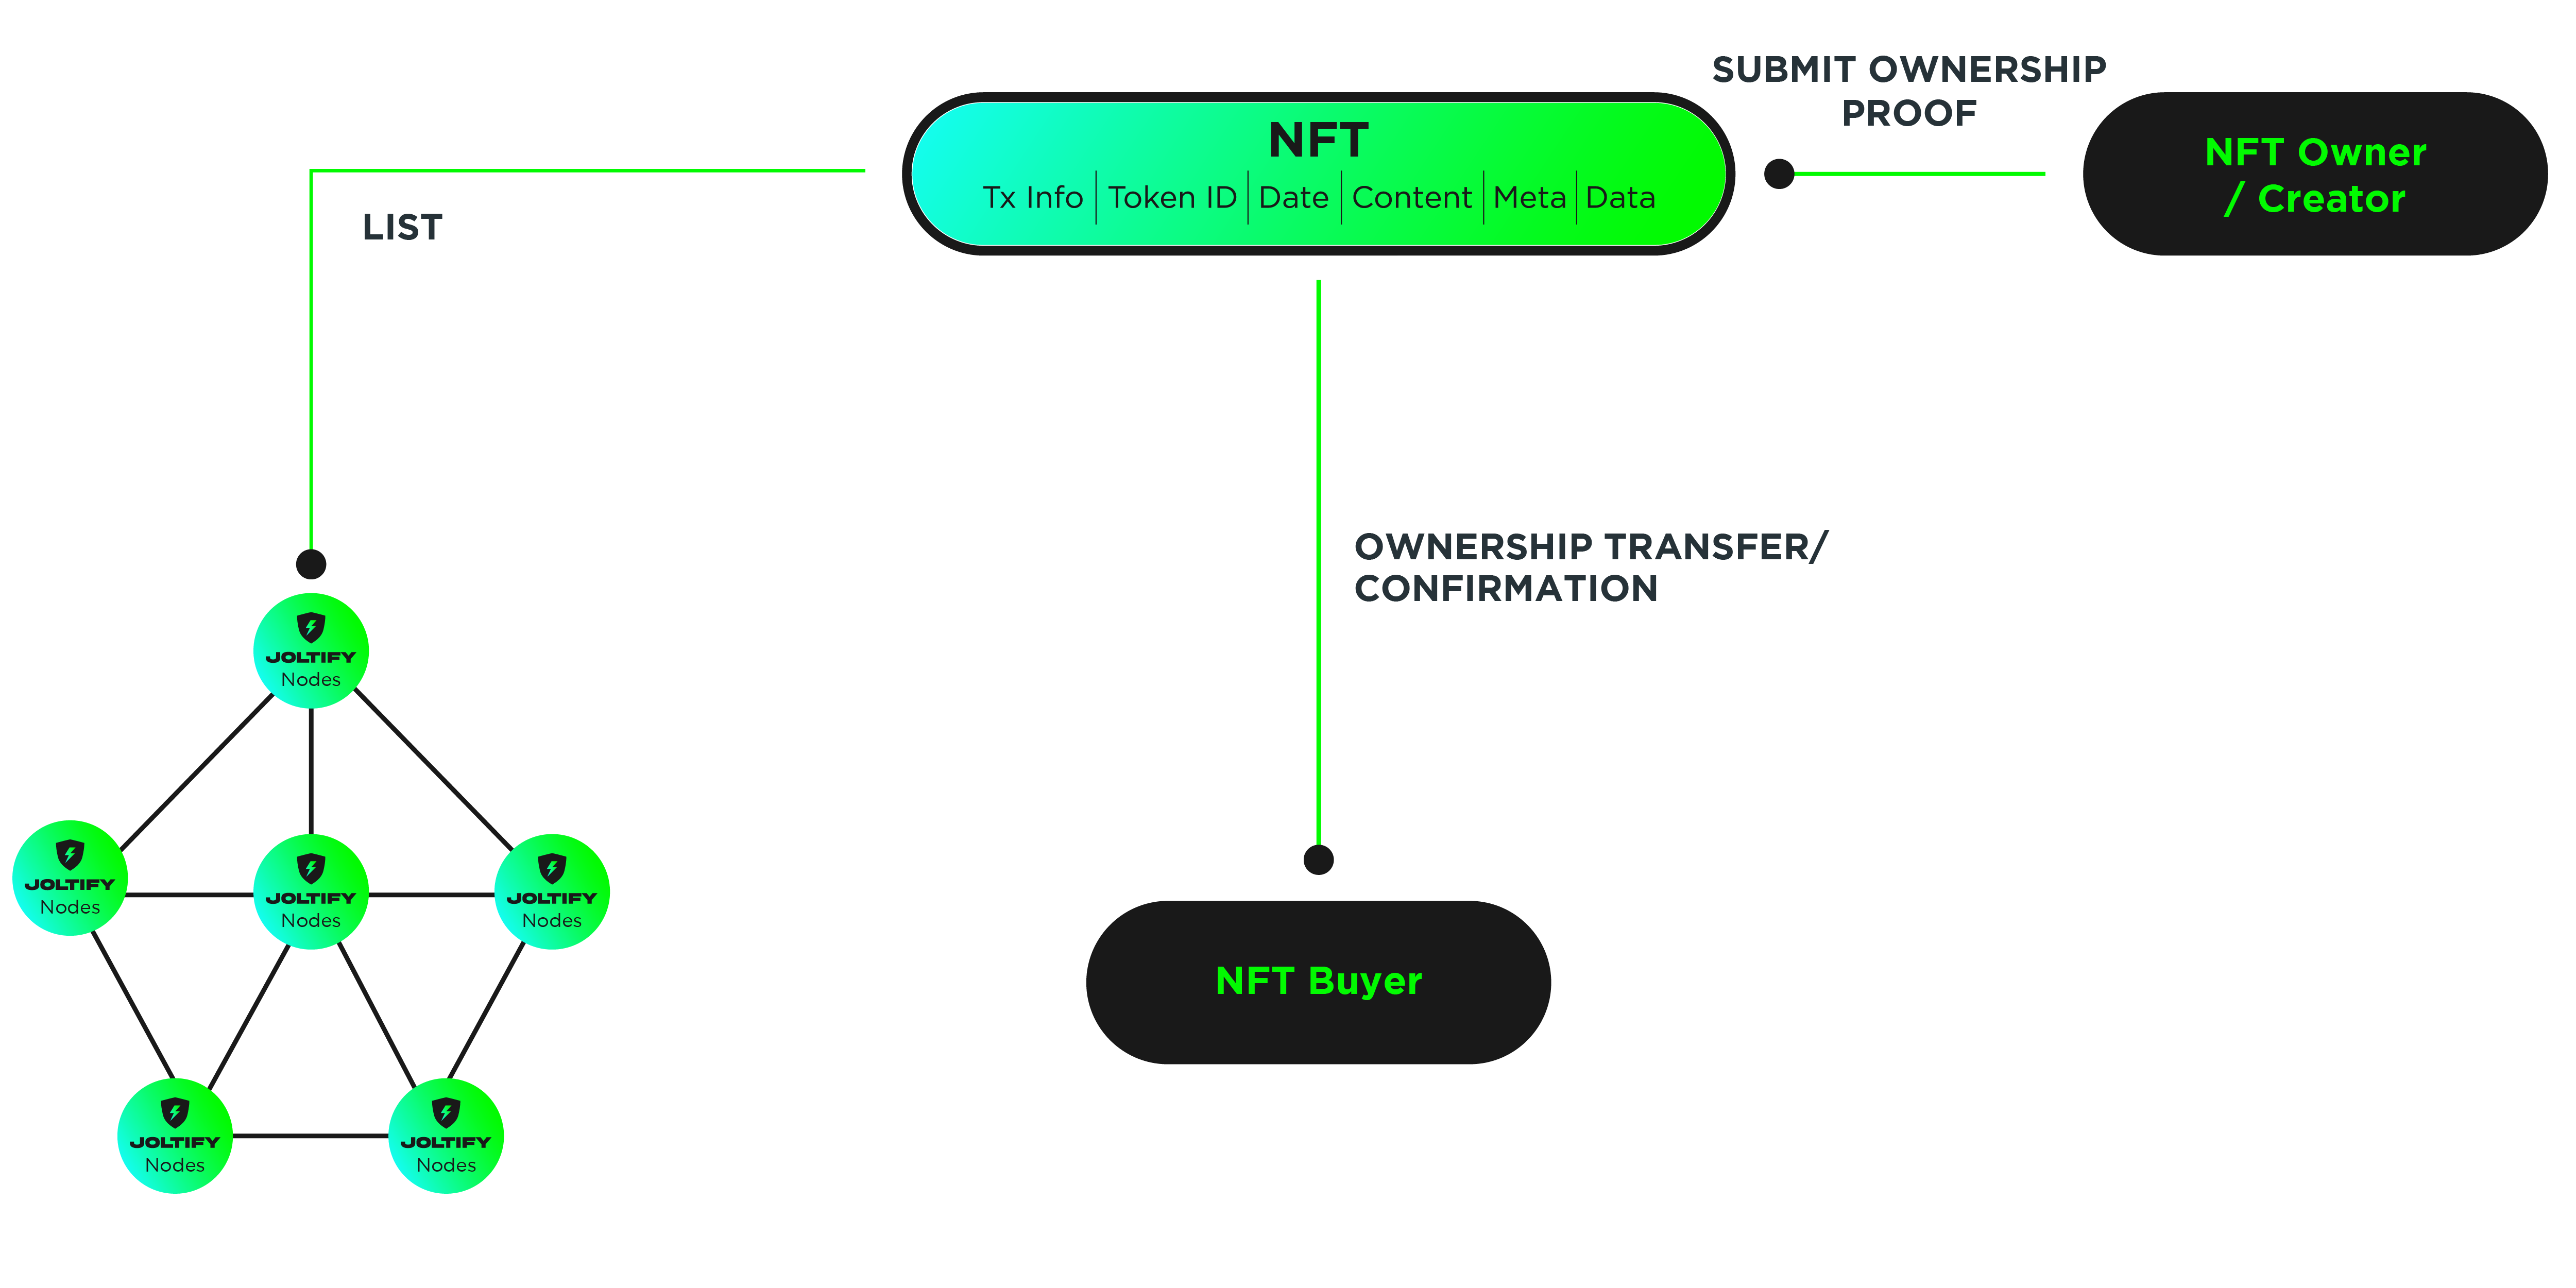 SUBMIT OWNERSHIP
PROOF
NFT
Tx Info | Token ID | Date | Content | Meta | Data
NFT Owner
/ Creator
LIST
OWNERSHIP TRANSFER/
CONFIRMATION
JOLTIFY
Nodes
JOLTIFY
Nodes
JOLTIFY
Nodes
JOLTIFY
Nodes
NFT Buyer
JOLTIFY
Nodes
JOLTIFY
Nodes